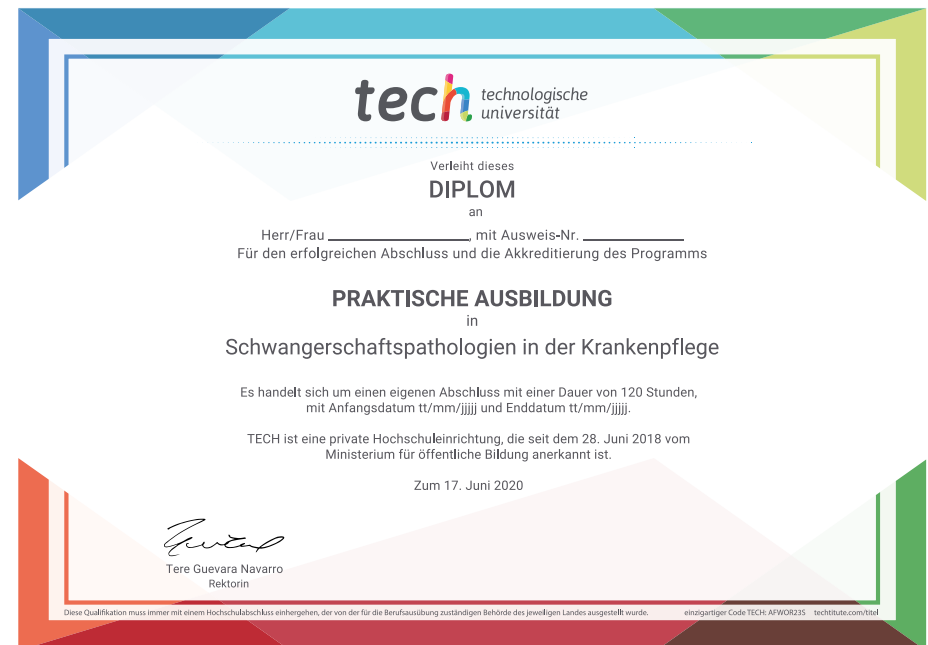 tech technologische
universität
Verleiht dieses
DIPLOM
an
Herr/Frau ____________________, mit Ausweis-Nr. ______________
Für den erfolgreichen Abschluss und die Akkreditierung des Programms
PRAKTISCHE AUSBILDUNG
in
Schwangerschaftspathologien in der Krankenpflege
Es handelt sich um einen eigenen Abschluss mit einer Dauer von 120 Stunden,
mit Anfangsdatum tt/mm/jjjjj und Enddatum tt/mm/jjjjj.
TECH ist eine private Hochschuleinrichtung, die seit dem 28. Juni 2018 vom
Ministerium für öffentliche Bildung anerkannt ist.
Zum 17. Juni 2020
Tere Guevara Navarro
Rektorin
Diese Qualifikation muss immer mit einem Hochschulabschluss einhergehen, der von der für die Berufsausübung zuständigen Behörde des jeweiligen Landes ausgestellt wurde. einzigartiger Code TECH: AFWOR23S techtitute.com/titel